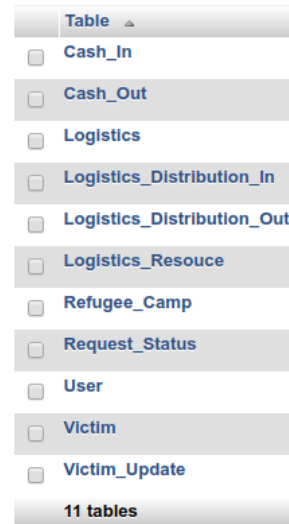 Table
Cash_In
Cash_Out
Logistics
Logistics_Distribution_In
Logistics_Distribution_Out
Logistics_Resouce
Refugee_Camp
Request_Status
User
Victim
Victim_Update
11 tables